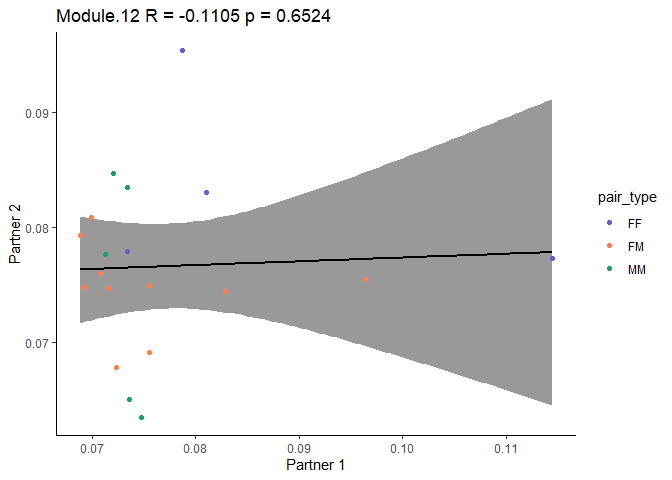 Module.12 R = -0.1105 p = 0.6524
0.09
0.08
0.07
Partner 2
0.07 0.08 0.09 0.10 0.11
Partner 1
pair_type
FF
FM
MM